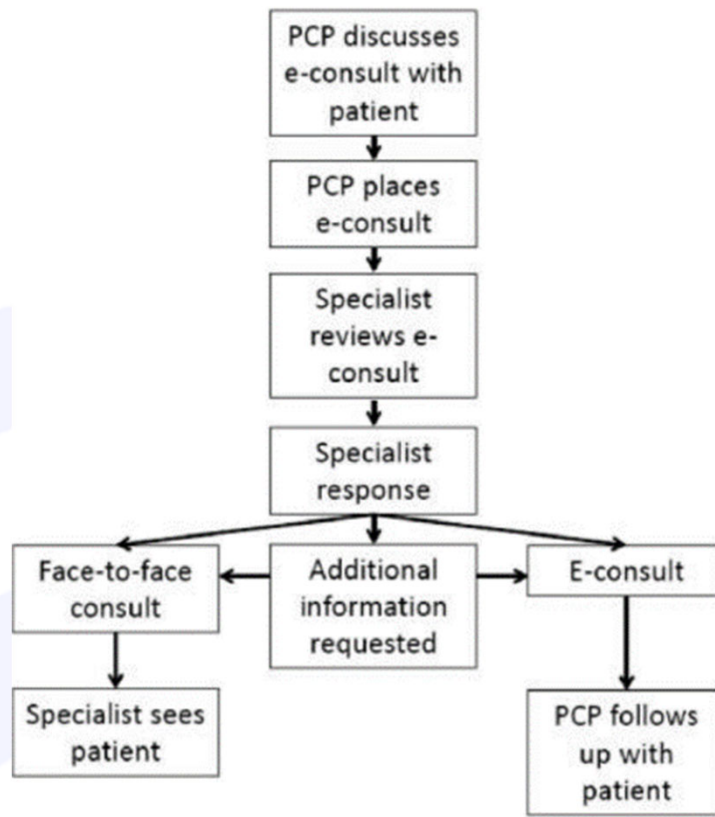 PCP discusses
e-consult with
patient
PCP places
e-consult
Specialist
reviews e-
consult
Specialist
response
Face-to-face
consult
Additional
information
requested
E-consult
Specialist sees
patient
PCP follows
up with
patient